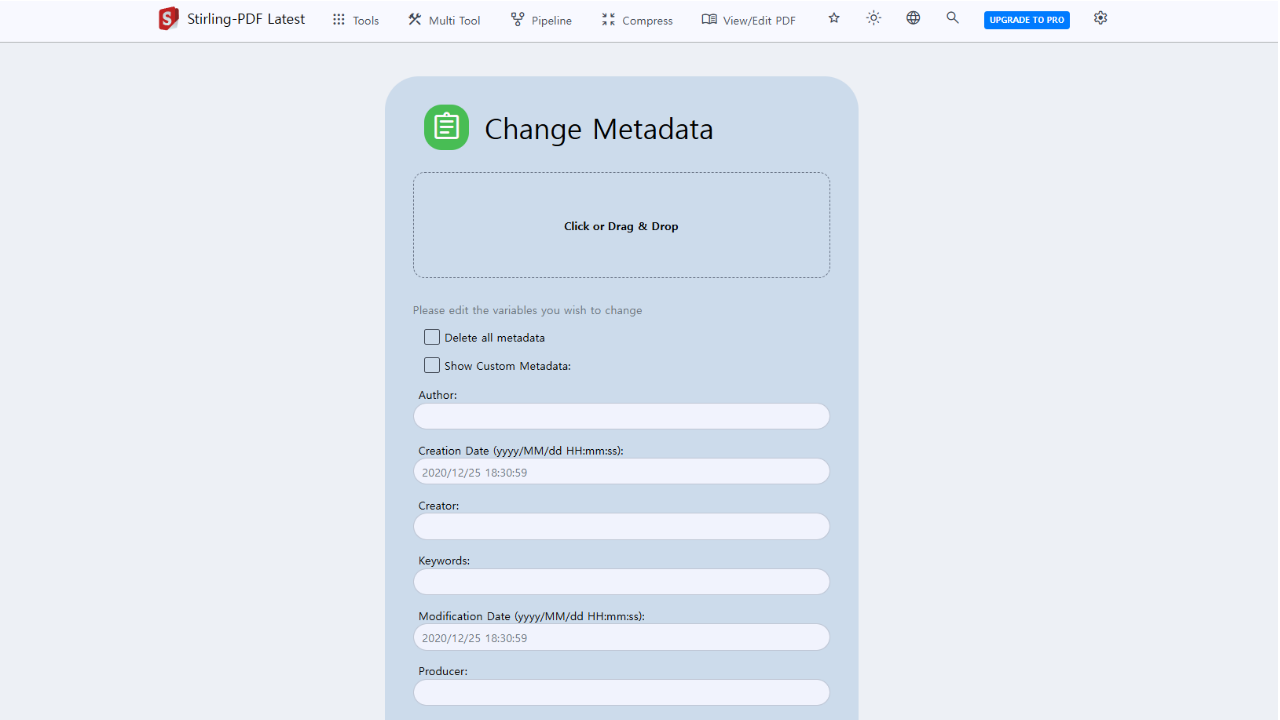 Stirling-PDF Latest
Tools
Multi Tool
Pipeline
Compress
View/Edit PDF
UPGRADE TO PRO
Change Metadata
Click or Drag & Drop
Please edit the variables you wish to change
Delete all metadata
Show Custom Metadata:
Author:
Creation Date (yyyy/MM/dd HH:mm:ss):
2020/12/25 18:30:59
Creator:
Keywords:
Modification Date (yyyy/MM/dd HH:mm:ss):
2020/12/25 18:30:59
Producer: